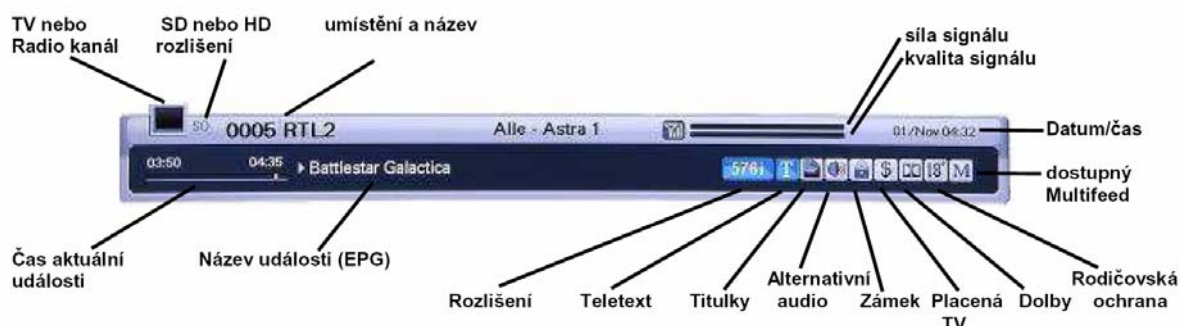 TV nebo
Radio kanál
SD nebo HD
rozlišení
umístění a název
síla signálu
kvalita signálu
SD
0005 RTL2
Alle - Astra 1
01/Nov 04:32
Datum/čas
03:50
04:35
Battlestar Galactica
576i
T
$
18+
M
dostupný
Multifeed
Čas aktuální
události
Název události (EPG)
Rozlišení
Teletext
Titulky
Alternativní
audio
Zámek
Placená
TV
Dolby
Rodičovská
ochrana